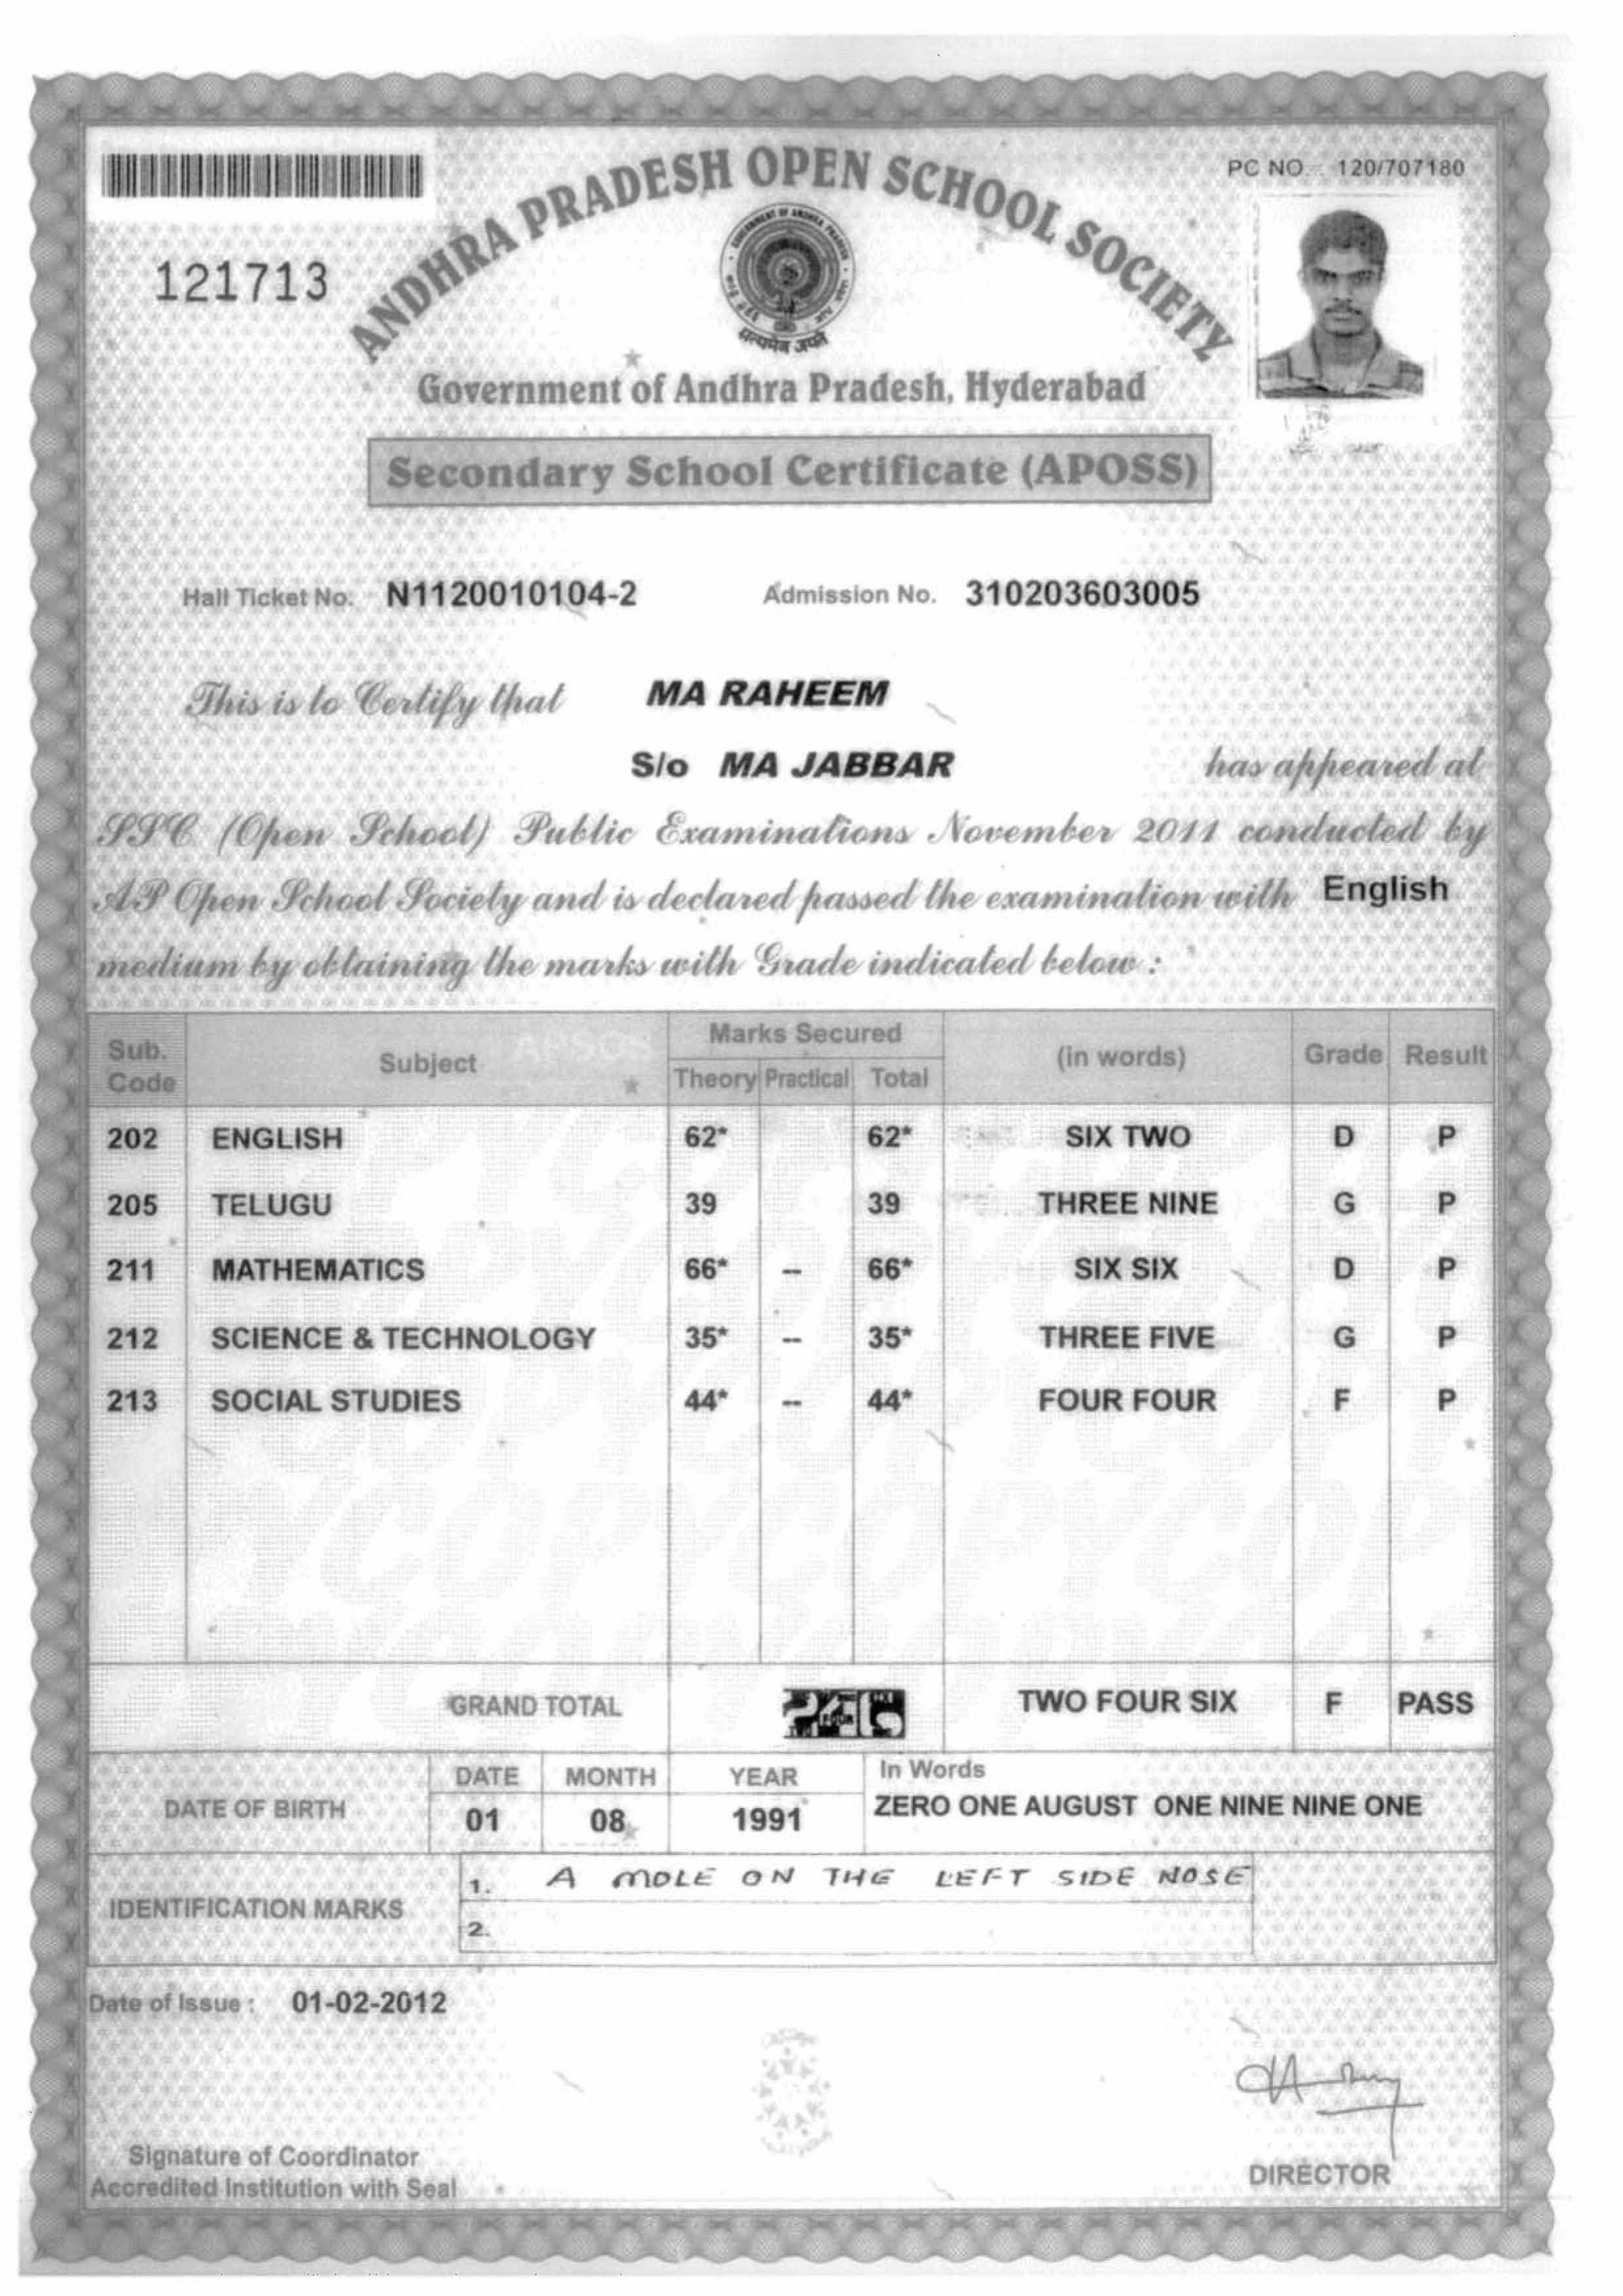 PC NO : 120/707180
ANDHRA PRADESH OPEN SCHOOL SOCIETY
121713
सत्यमेव जयते
Government of Andhra Pradesh, Hyderabad
Secondary School Certificate (APOSS)
Hall Ticket No. N1120010104-2 Admission No. 310203603005
This is to Certify that MA RAHEEM
S/o MA JABBAR has appeared at
SSC (Open School) Public Examinations November 2011 conducted by
AP Open School Society and is declared passed the examination with English
medium by obtaining the marks with Grade indicated below :
Sub. Code Subject Marks Secured (in words) Grade Result
Theory Practical Total
202 ENGLISH 62* 62* SIX TWO D P
205 TELUGU 39 39 THREE NINE G P
211 MATHEMATICS 66* -- 66* SIX SIX D P
212 SCIENCE & TECHNOLOGY 35* -- 35* THREE FIVE G P
213 SOCIAL STUDIES 44* -- 44* FOUR FOUR F P
GRAND TOTAL 246 TWO FOUR SIX F PASS
DATE OF BIRTH DATE MONTH YEAR In Words
01 08 1991 ZERO ONE AUGUST ONE NINE NINE ONE
IDENTIFICATION MARKS 1. A MOLE ON THE LEFT SIDE NOSE
2.
Date of Issue : 01-02-2012
Signature of Coordinator
Accredited Institution with Seal
DIRECTOR